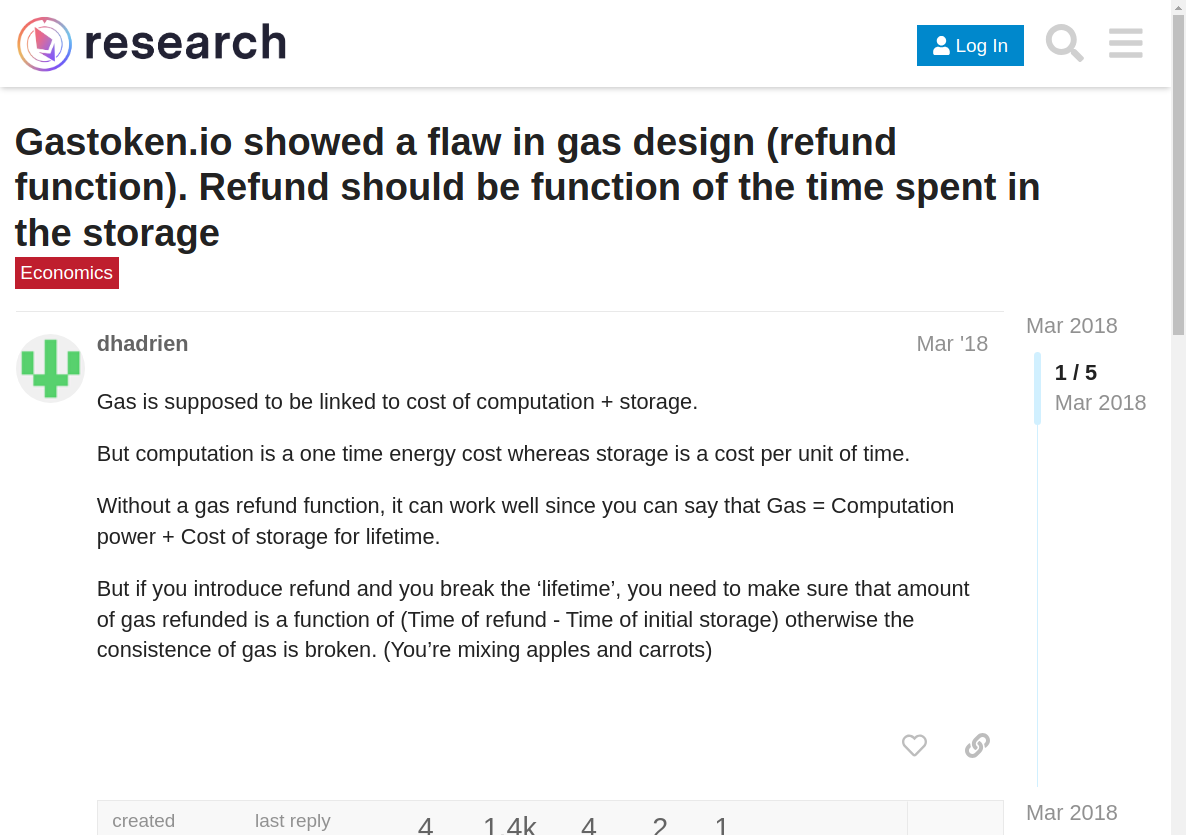 research
Log In
Gastoken.io showed a flaw in gas design (refund
function). Refund should be function of the time spent in
the storage
Economics
dhadrien
Mar '18
Gas is supposed to be linked to cost of computation + storage.
But computation is a one time energy cost whereas storage is a cost per unit of time.
Without a gas refund function, it can work well since you can say that Gas = Computation
power + Cost of storage for lifetime.
But if you introduce refund and you break the ‘lifetime’, you need to make sure that amount
of gas refunded is a function of (Time of refund - Time of initial storage) otherwise the
consistence of gas is broken. (You’re mixing apples and carrots)
Mar 2018
1 / 5
Mar 2018
Mar 2018
created
last reply
4
1.4k
4
2
1